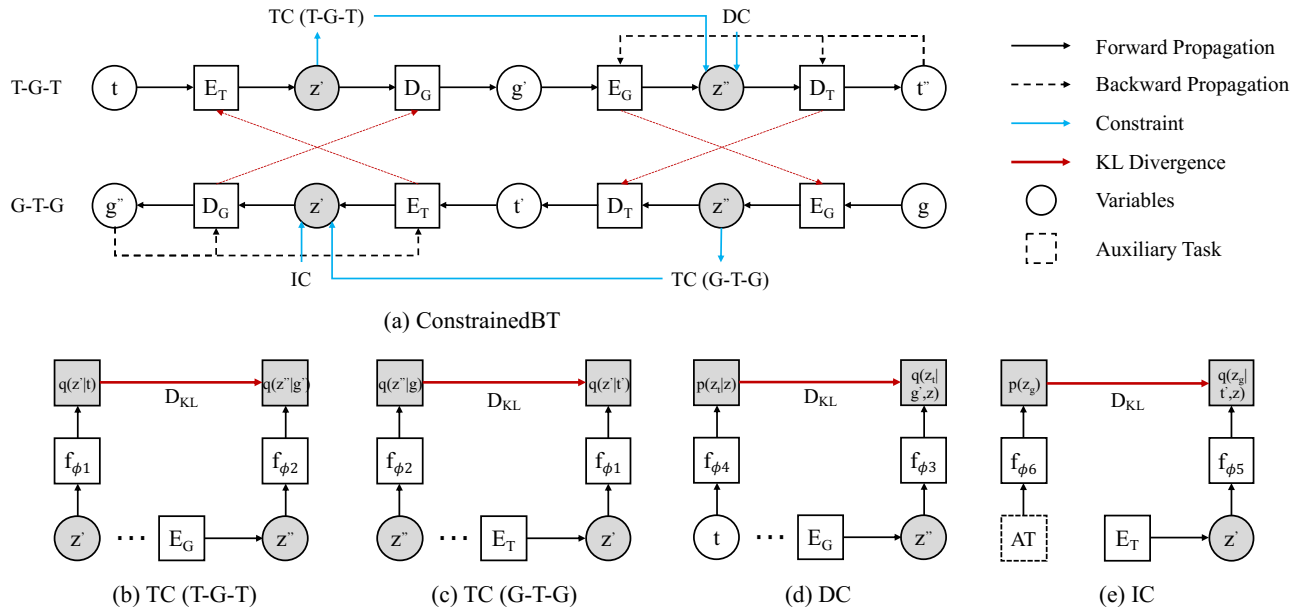 TC (T-G-T) DC
T-G-T t E_T z' D_G g' E_G z'' D_T t''
G-T-G g'' D_G z' E_T t' D_T z'' E_G g
IC TC (G-T-G)
(a) ConstrainedBT
Forward Propagation
Backward Propagation
Constraint
KL Divergence
Variables
Auxiliary Task
q(z'|t) D_KL q(z''|g')
f_ϕ1 f_ϕ2
z' ··· E_G z''
(b) TC (T-G-T)
q(z''|g) D_KL q(z'|t')
f_ϕ2 f_ϕ1
z'' ··· E_T z'
(c) TC (G-T-G)
p(z_t|z) D_KL q(z_t|
g',z)
f_ϕ4 f_ϕ3
t ··· E_G z''
(d) DC
p(z_g) D_KL q(z_g|
t',z)
f_ϕ6 f_ϕ5
AT E_T z'
(e) IC